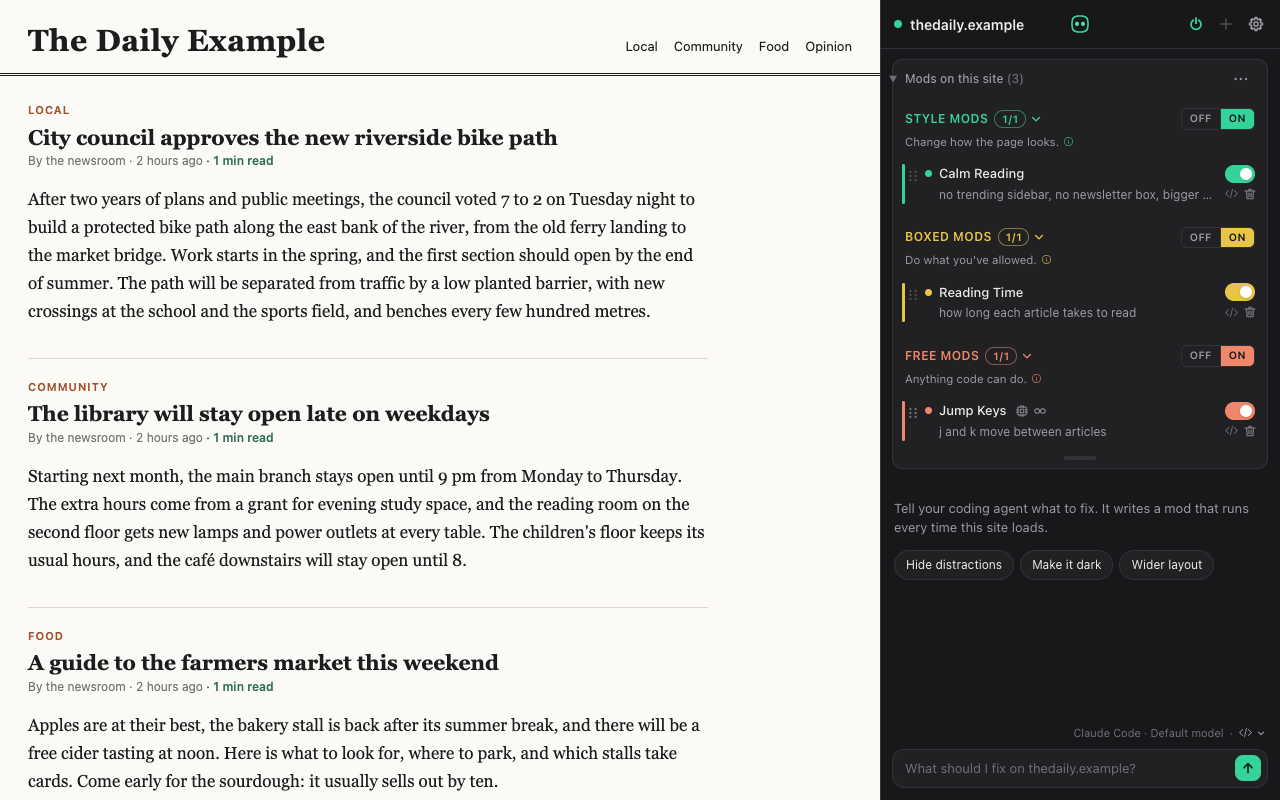 The Daily Example
Local Community Food Opinion
LOCAL
City council approves the new riverside bike path
By the newsroom · 2 hours ago · 1 min read
After two years of plans and public meetings, the council voted 7 to 2 on Tuesday night to
build a protected bike path along the east bank of the river, from the old ferry landing to
the market bridge. Work starts in the spring, and the first section should open by the end
of summer. The path will be separated from traffic by a low planted barrier, with new
crossings at the school and the sports field, and benches every few hundred metres.
COMMUNITY
The library will stay open late on weekdays
By the newsroom · 2 hours ago · 1 min read
Starting next month, the main branch stays open until 9 pm from Monday to Thursday.
The extra hours come from a grant for evening study space, and the reading room on the
second floor gets new lamps and power outlets at every table. The children's floor keeps its
usual hours, and the café downstairs will stay open until 8.
FOOD
A guide to the farmers market this weekend
By the newsroom · 2 hours ago · 1 min read
Apples are at their best, the bakery stall is back after its summer break, and there will be a
free cider tasting at noon. Here is what to look for, where to park, and which stalls take
cards. Come early for the sourdough: it usually sells out by ten.
thedaily.example
Mods on this site (3)
STYLE MODS 1/1 OFF ON
Change how the page looks.
Calm Reading
no trending sidebar, no newsletter box, bigger ...
BOXED MODS 1/1 OFF ON
Do what you've allowed.
Reading Time
how long each article takes to read
FREE MODS 1/1 OFF ON
Anything code can do.
Jump Keys
j and k move between articles
Tell your coding agent what to fix. It writes a mod that runs
every time this site loads.
Hide distractions Make it dark Wider layout
Claude Code · Default model ·
What should I fix on thedaily.example?